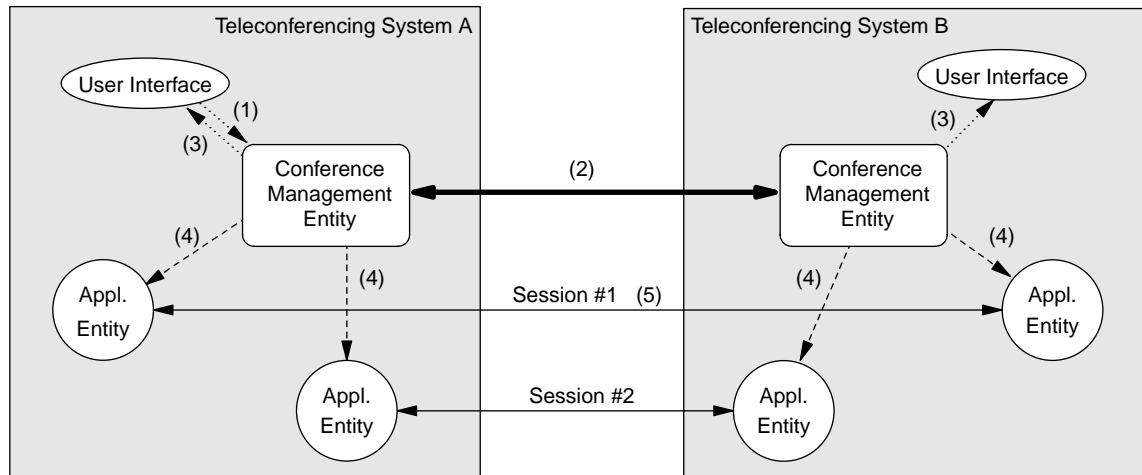 Teleconferencing System A
Teleconferencing System B
User Interface
User Interface
(1)
(3)
(3)
Conference
Management
Entity
(2)
Conference
Management
Entity
(4)
(4)
(4)
(4)
Appl.
Entity
Session #1 (5)
Appl.
Entity
Appl.
Entity
Session #2
Appl.
Entity